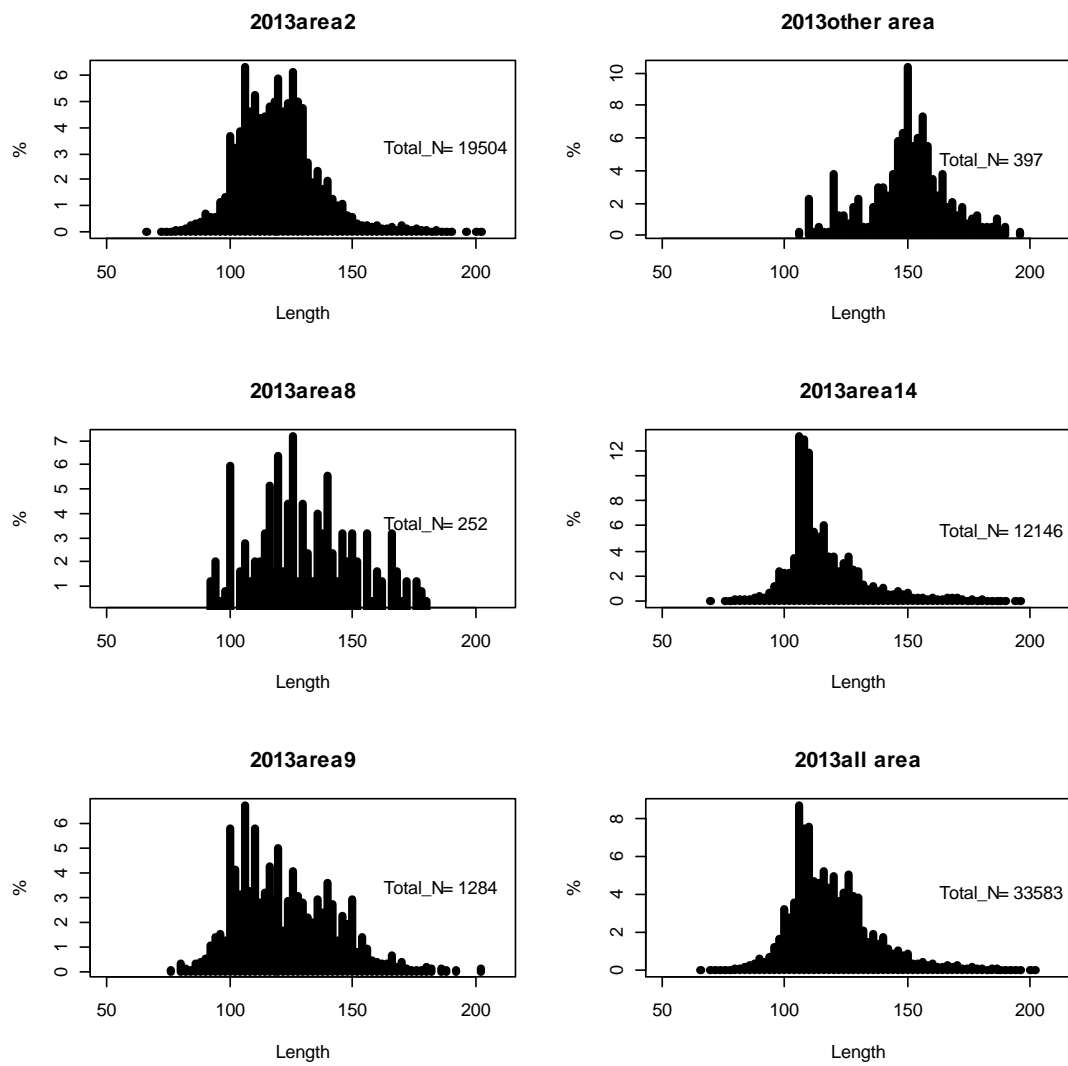 2013area2
6
5
4
3
2
1
0
%
Total_N= 19504
50 100 150 200
Length
2013other area
10
8
6
4
2
0
%
Total_N= 397
50 100 150 200
Length
2013area8
7
6
5
4
3
2
1
%
Total_N= 252
50 100 150 200
Length
2013area14
12
8
6
4
2
0
%
Total_N= 12146
50 100 150 200
Length
2013area9
6
5
4
3
2
1
0
%
Total_N= 1284
50 100 150 200
Length
2013all area
8
6
4
2
0
%
Total_N= 33583
50 100 150 200
Length